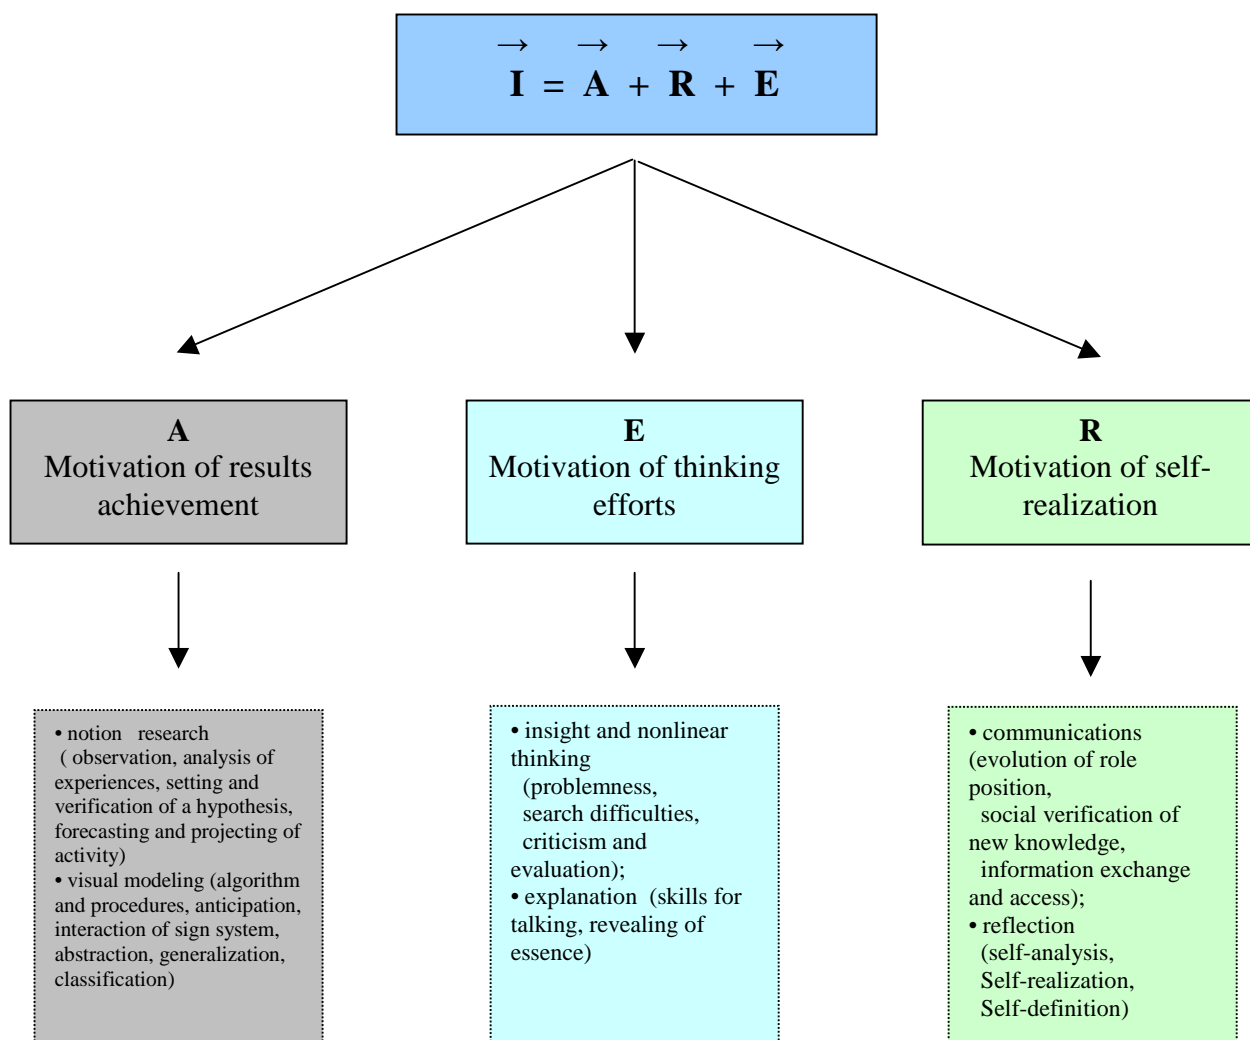 → → → →
I = A + R + E
A
Motivation of results
achievement
E
Motivation of thinking
efforts
R
Motivation of self-
realization
• notion research
( observation, analysis of
experiences, setting and
verification of a hypothesis,
forecasting and projecting of
activity)
• visual modeling (algorithm
and procedures, anticipation,
interaction of sign system,
abstraction, generalization,
classification)
• insight and nonlinear
thinking
(problemness,
search difficulties,
criticism and
evaluation);
• explanation (skills for
talking, revealing of
essence)
• communications
(evolution of role
position,
social verification of
new knowledge,
information exchange
and access);
• reflection
(self-analysis,
Self-realization,
Self-definition)